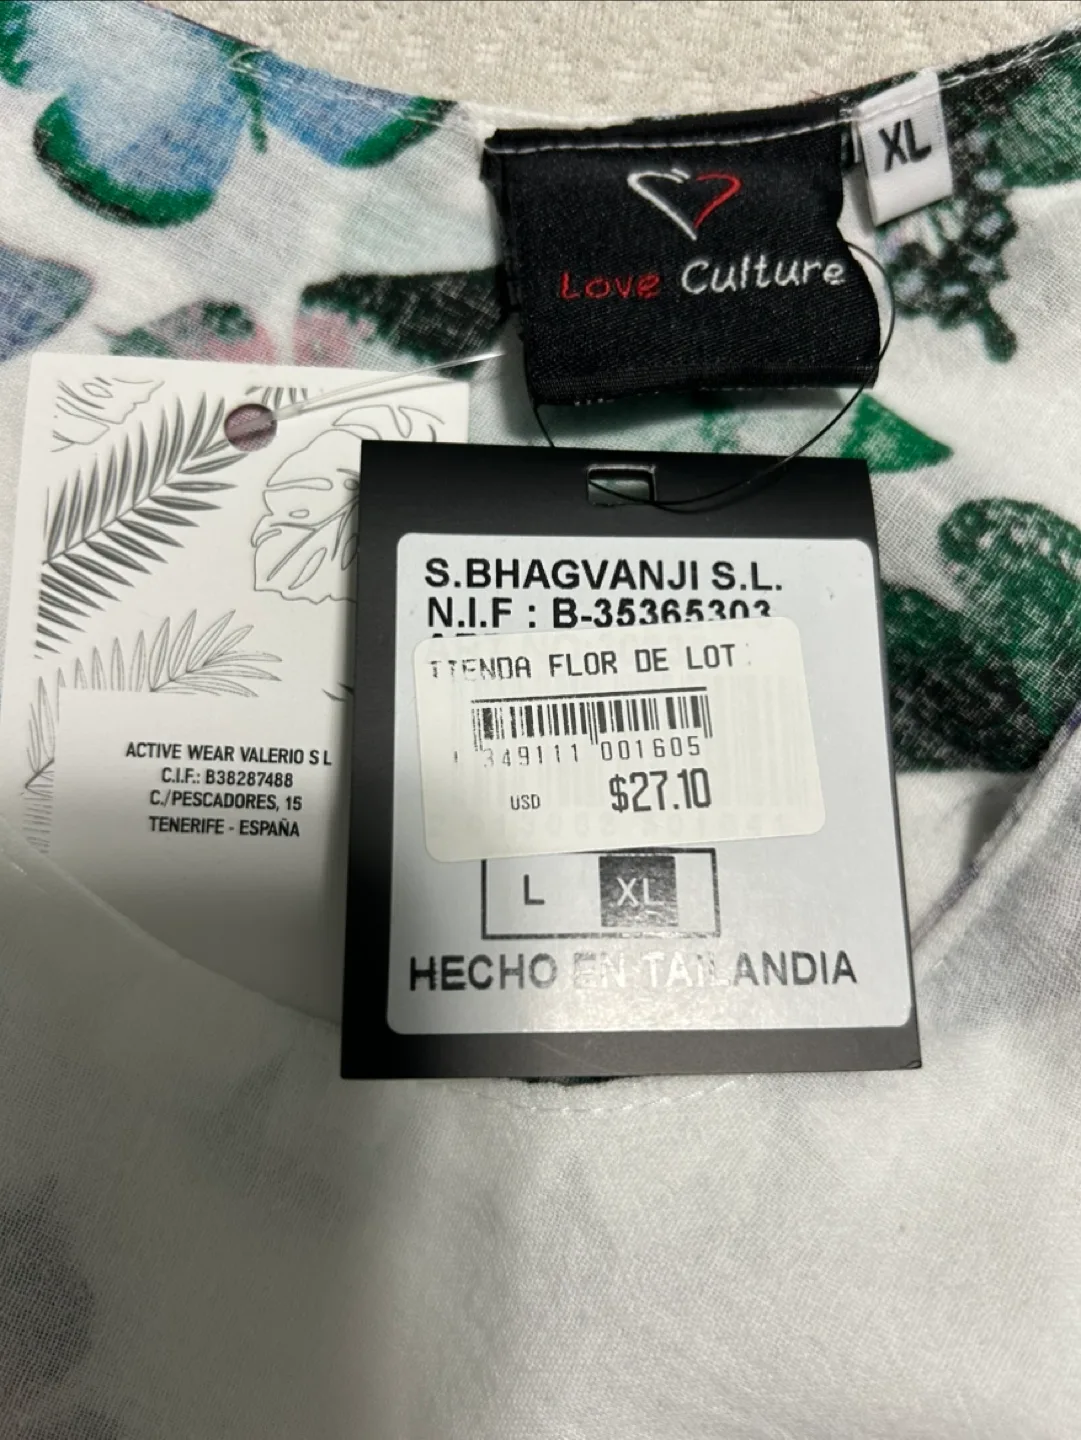 XL
Love Culture
S.BHAGVANJI S.L.
N.I.F : B-35365303
TIENDA FLOR DE LOT
349111 001605
USD $27.10
L XL
HECHO EN TAILANDIA
ACTIVE WEAR VALERIO S L
C.I.F.: B38287488
C./PESCADORES, 15
TENERIFE - ESPAÑA